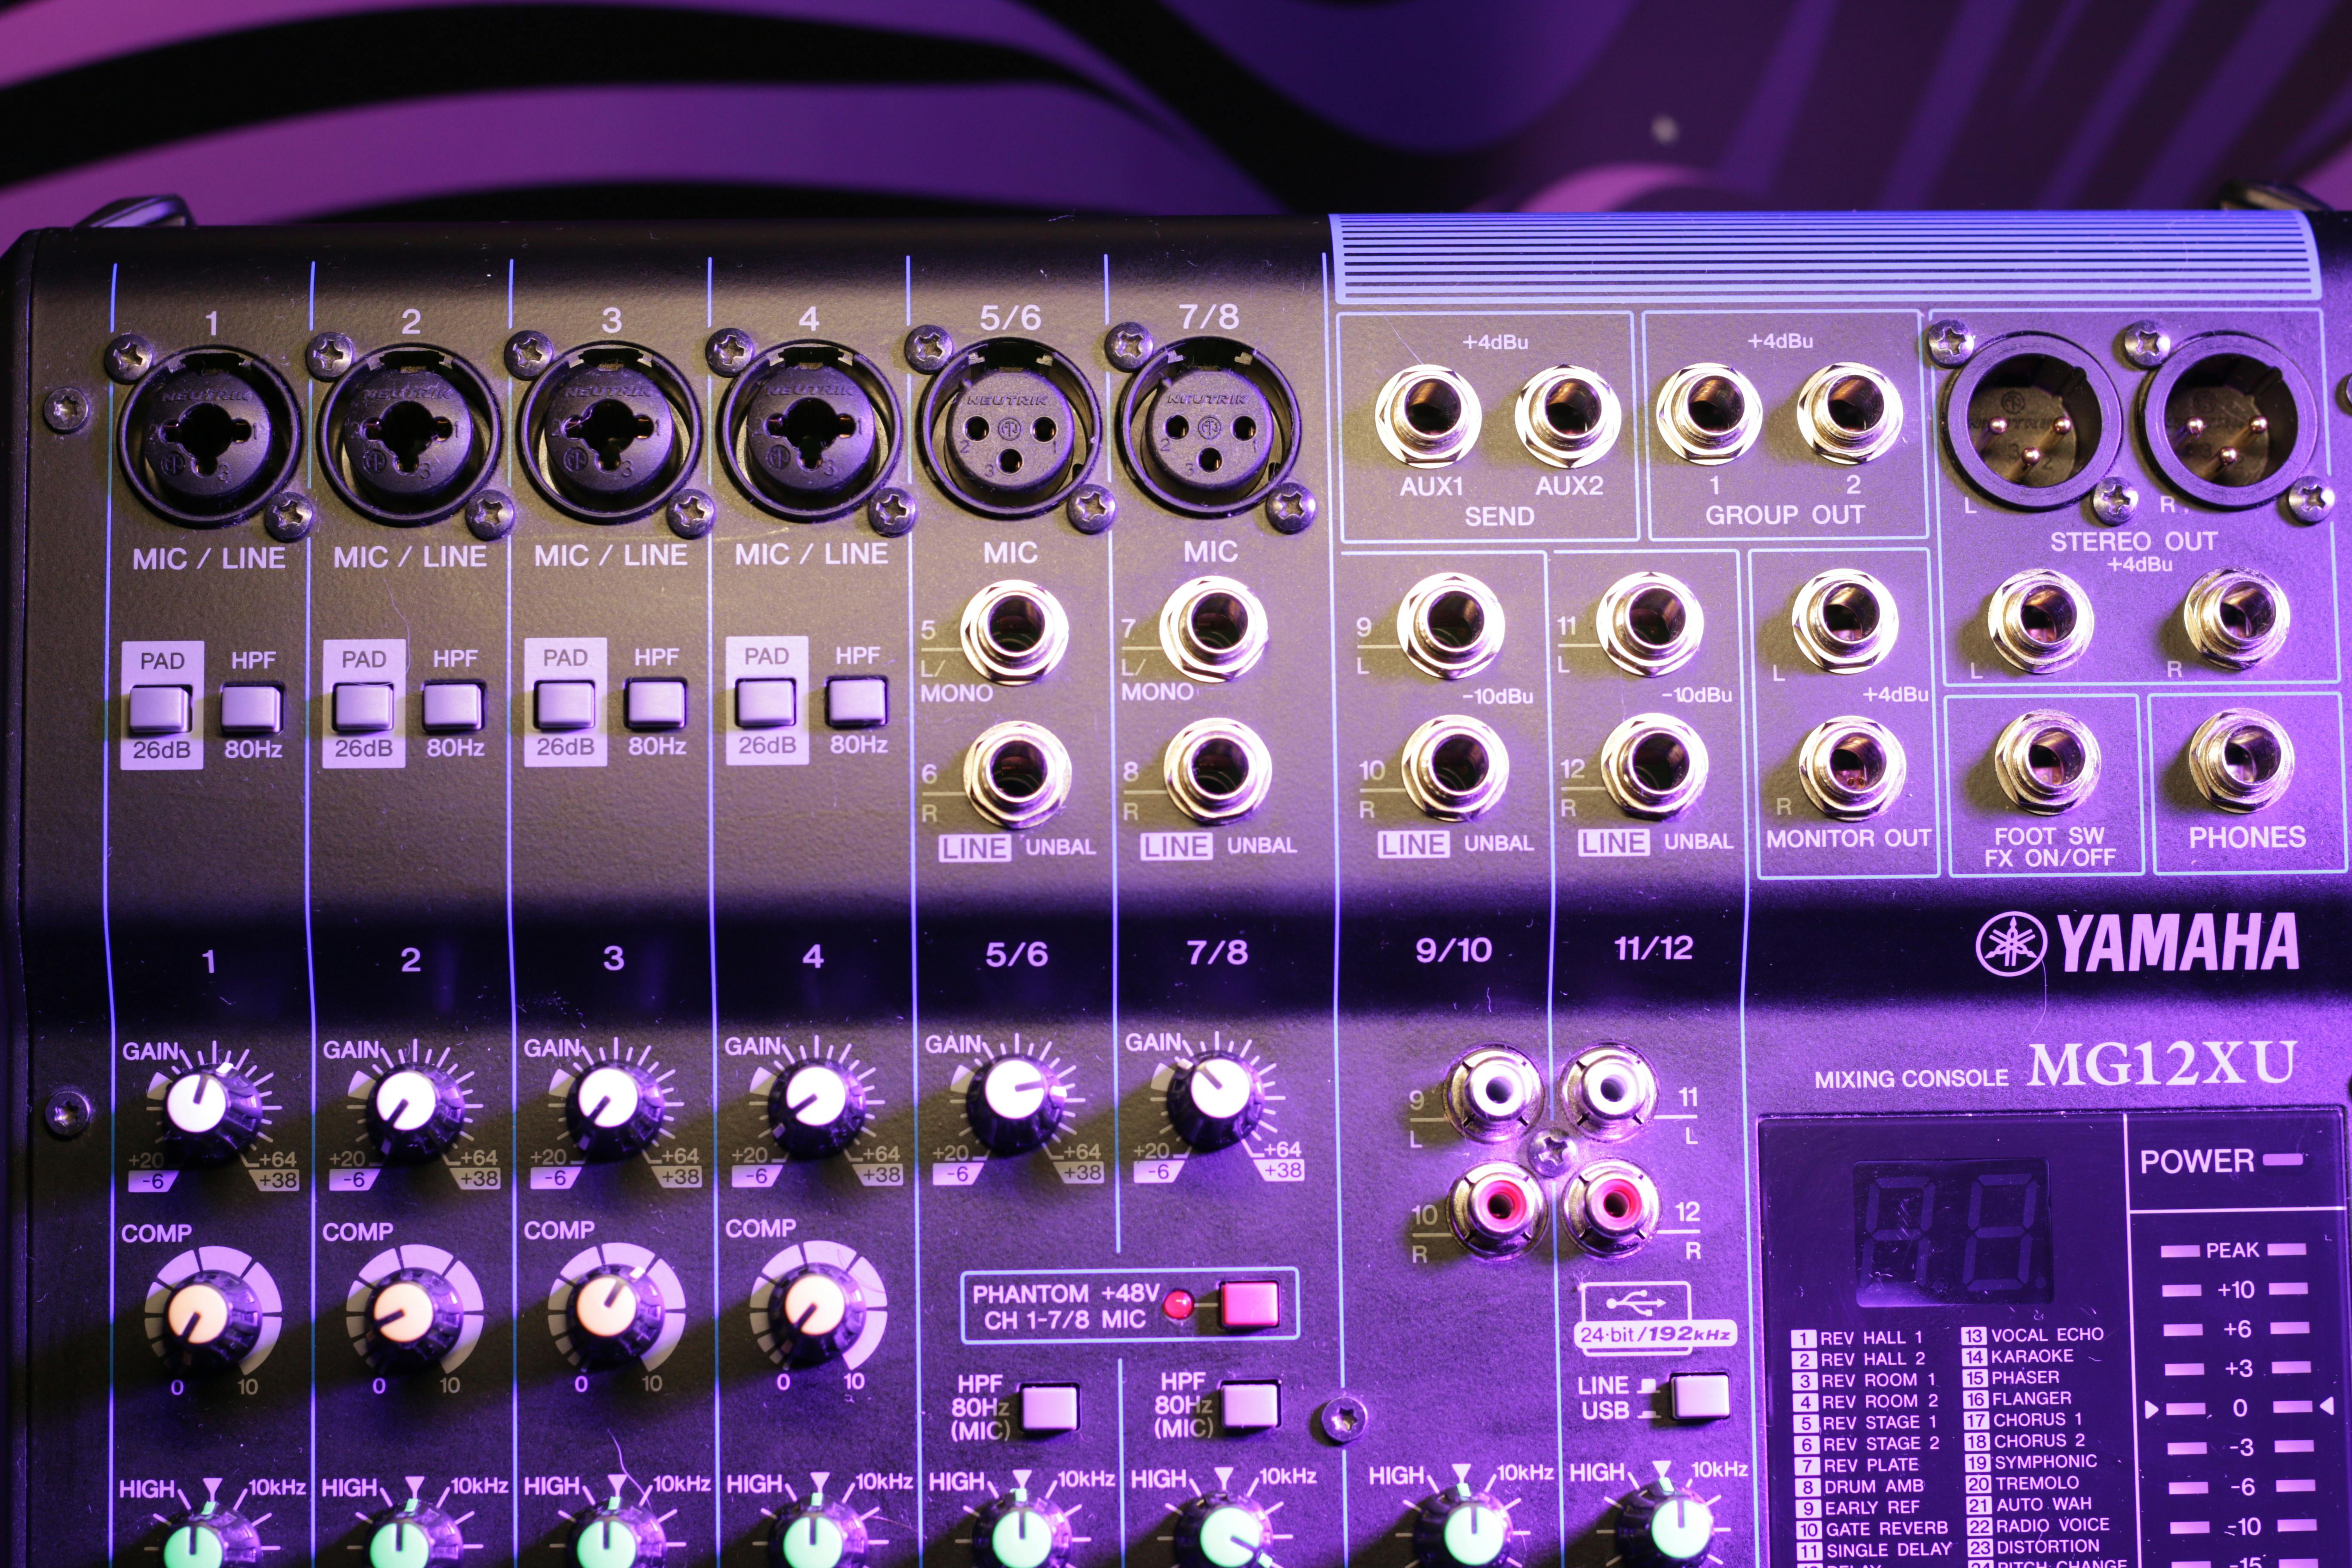 1 2 3 4 5/6 7/8
NEUTRIK NEUTRIK NEUTRIK NEUTRIK NEUTRIK NEUTRIK
MIC / LINE MIC / LINE MIC / LINE MIC / LINE MIC MIC
+4dBu +4dBu
AUX1 AUX2 1 2
SEND GROUP OUT
L R
STEREO OUT
+4dBu
L R
PAD HPF PAD HPF PAD HPF PAD HPF
26dB 80Hz 26dB 80Hz 26dB 80Hz 26dB 80Hz
5 7 9 11
L/ L/ L L L
MONO MONO -10dBu -10dBu +4dBu
6 8 10 12
R R R R R
LINE UNBAL LINE UNBAL LINE UNBAL LINE UNBAL
MONITOR OUT
FOOT SW
FX ON/OFF
PHONES
1 2 3 4 5/6 7/8 9/10 11/12
YAMAHA
MIXING CONSOLE MG12XU
GAIN GAIN GAIN GAIN GAIN GAIN
+20 +64 +20 +64 +20 +64 +20 +64 +20 +64 +20 +64
-6 +38 -6 +38 -6 +38 -6 +38 -6 +38 -6 +38
9 11
L L
10 12
R R
COMP COMP COMP COMP
0 10 0 10 0 10 0 10
PHANTOM +48V
CH 1-7/8 MIC
24-bit/192kHz
HPF HPF
80Hz 80Hz
(MIC) (MIC)
LINE
USB
HIGH 10kHz HIGH 10kHz HIGH 10kHz HIGH 10kHz HIGH 10kHz HIGH 10kHz HIGH 10kHz HIGH 10kHz
1 REV HALL 1
2 REV HALL 2
3 REV ROOM 1
4 REV ROOM 2
5 REV STAGE 1
6 REV STAGE 2
7 REV PLATE
8 DRUM AMB
9 EARLY REF
10 GATE REVERB
11 SINGLE DELAY
13 VOCAL ECHO
14 KARAOKE
15 PHASER
16 FLANGER
17 CHORUS 1
18 CHORUS 2
19 SYMPHONIC
20 TREMOLO
21 AUTO WAH
22 RADIO VOICE
23 DISTORTION
24 PITCH CHANGE
POWER
PEAK
+10
+6
+3
0
-3
-6
-10
-15